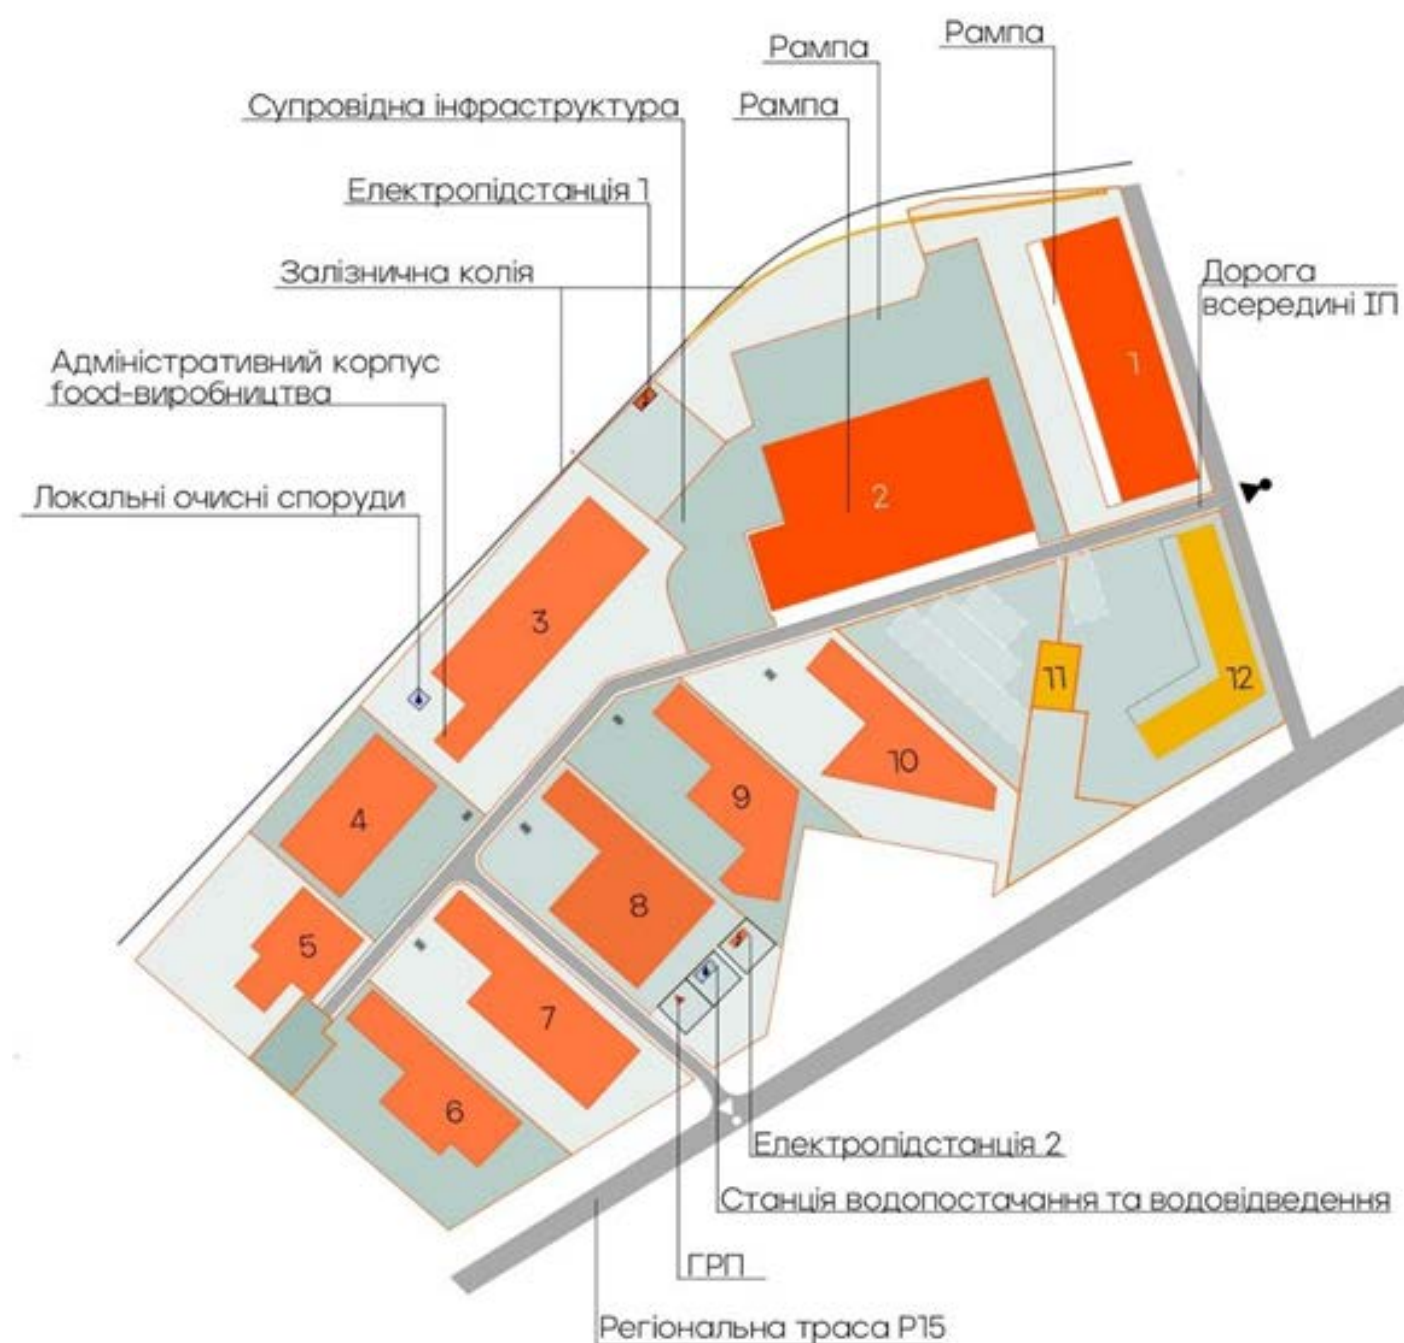 Рампа
Рампа
Супровідна інфраструктура
Рампа
Електропідстанція 1
Залізнична колія
Дорога
всередині ІП
Адміністративний корпус
food-виробництва
Локальні очисні споруди
1
2
3
4
5
6
7
8
9
10
11
12
Електропідстанція 2
Станція водопостачання та водовідведення
ГРП
Регіональна траса Р15